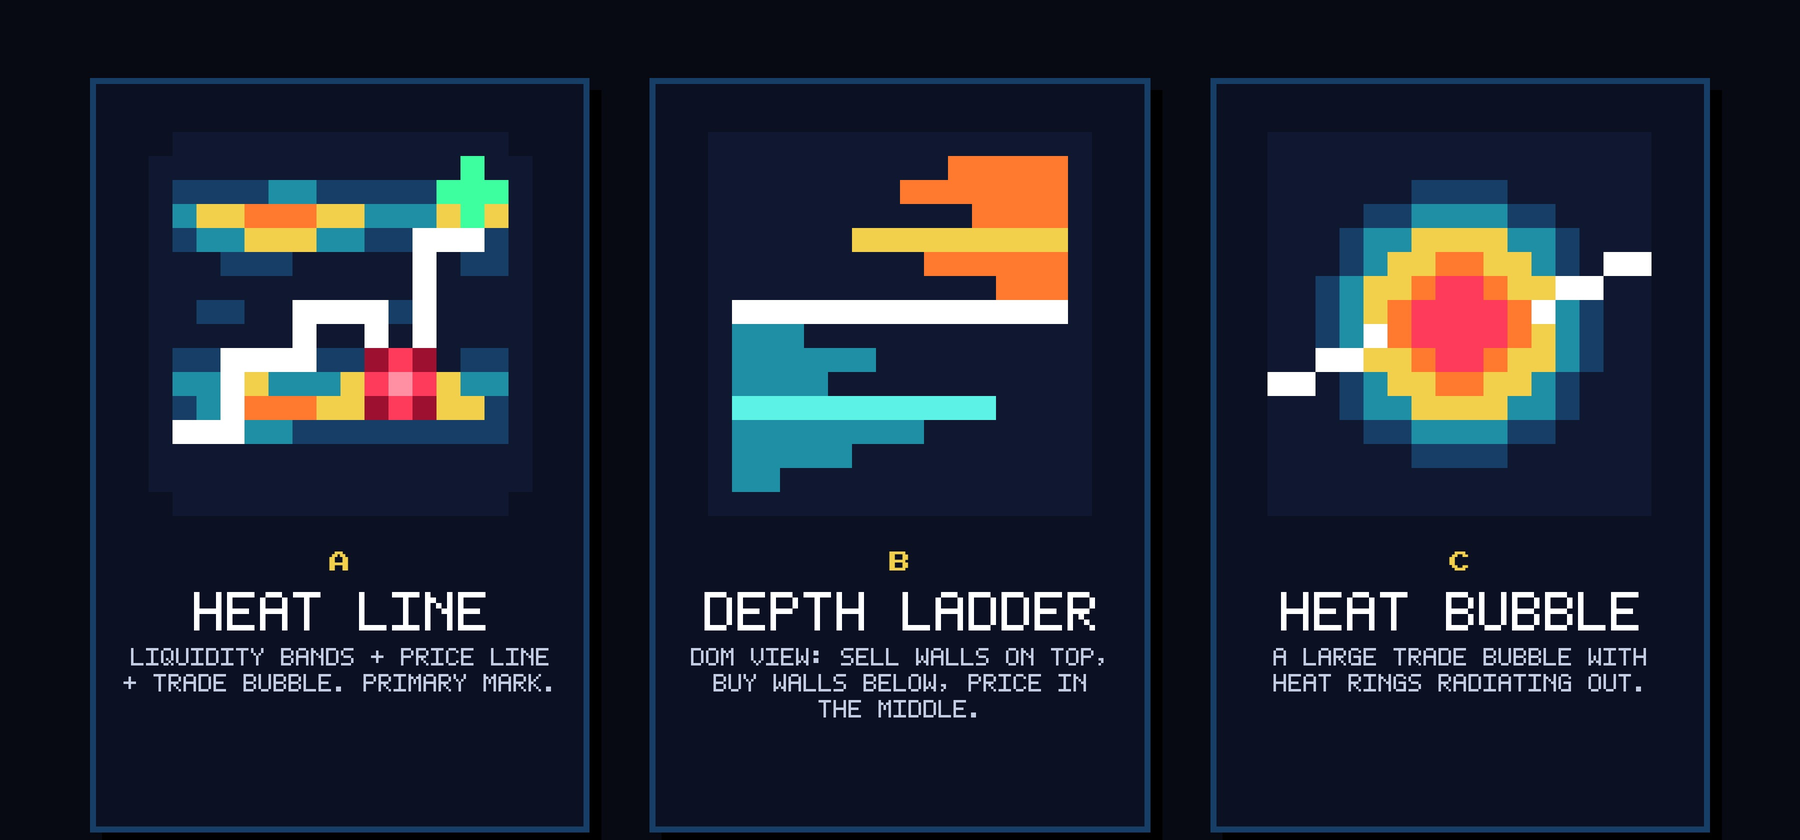 A
HEAT LINE
LIQUIDITY BANDS + PRICE LINE
+ TRADE BUBBLE. PRIMARY MARK.
B
DEPTH LADDER
DOM VIEW: SELL WALLS ON TOP,
BUY WALLS BELOW, PRICE IN
THE MIDDLE.
C
HEAT BUBBLE
A LARGE TRADE BUBBLE WITH
HEAT RINGS RADIATING OUT.